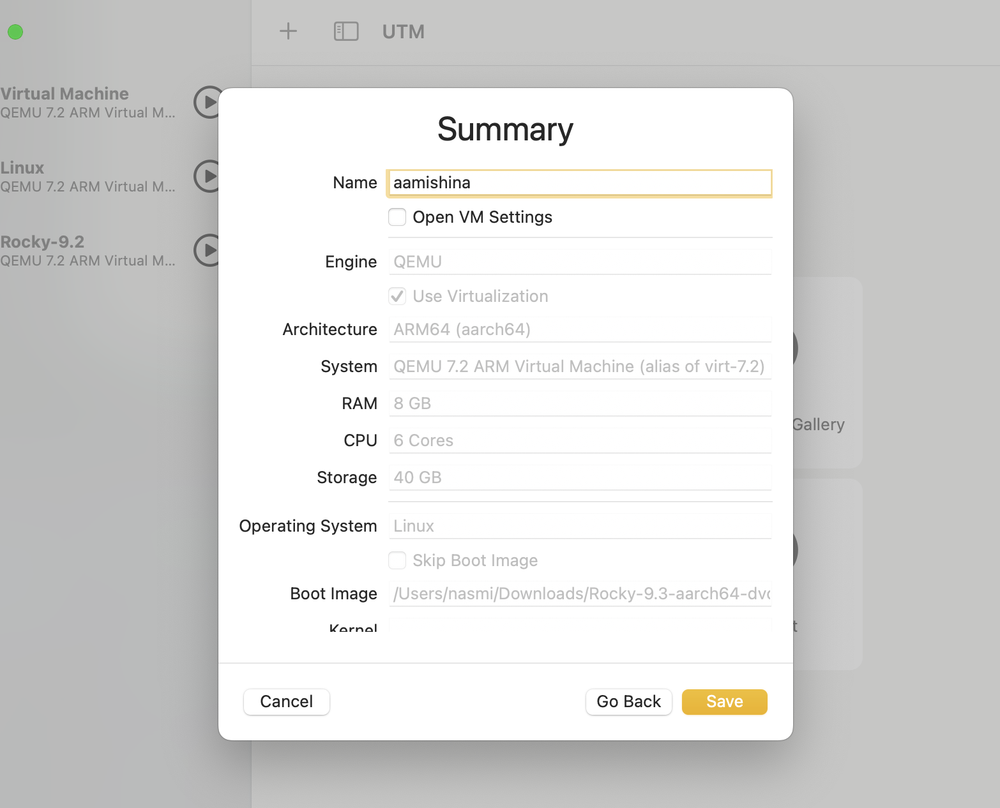 UTM
Virtual Machine
QEMU 7.2 ARM Virtual M...
Linux
QEMU 7.2 ARM Virtual M...
Rocky-9.2
QEMU 7.2 ARM Virtual M...
Summary
Name aamishina
Open VM Settings
Engine QEMU
Use Virtualization
Architecture ARM64 (aarch64)
System QEMU 7.2 ARM Virtual Machine (alias of virt-7.2)
RAM 8 GB
CPU 6 Cores
Storage 40 GB
Operating System Linux
Skip Boot Image
Boot Image /Users/nasmi/Downloads/Rocky-9.3-aarch64-dvd
Kernel
Cancel Go Back Save
Gallery
t